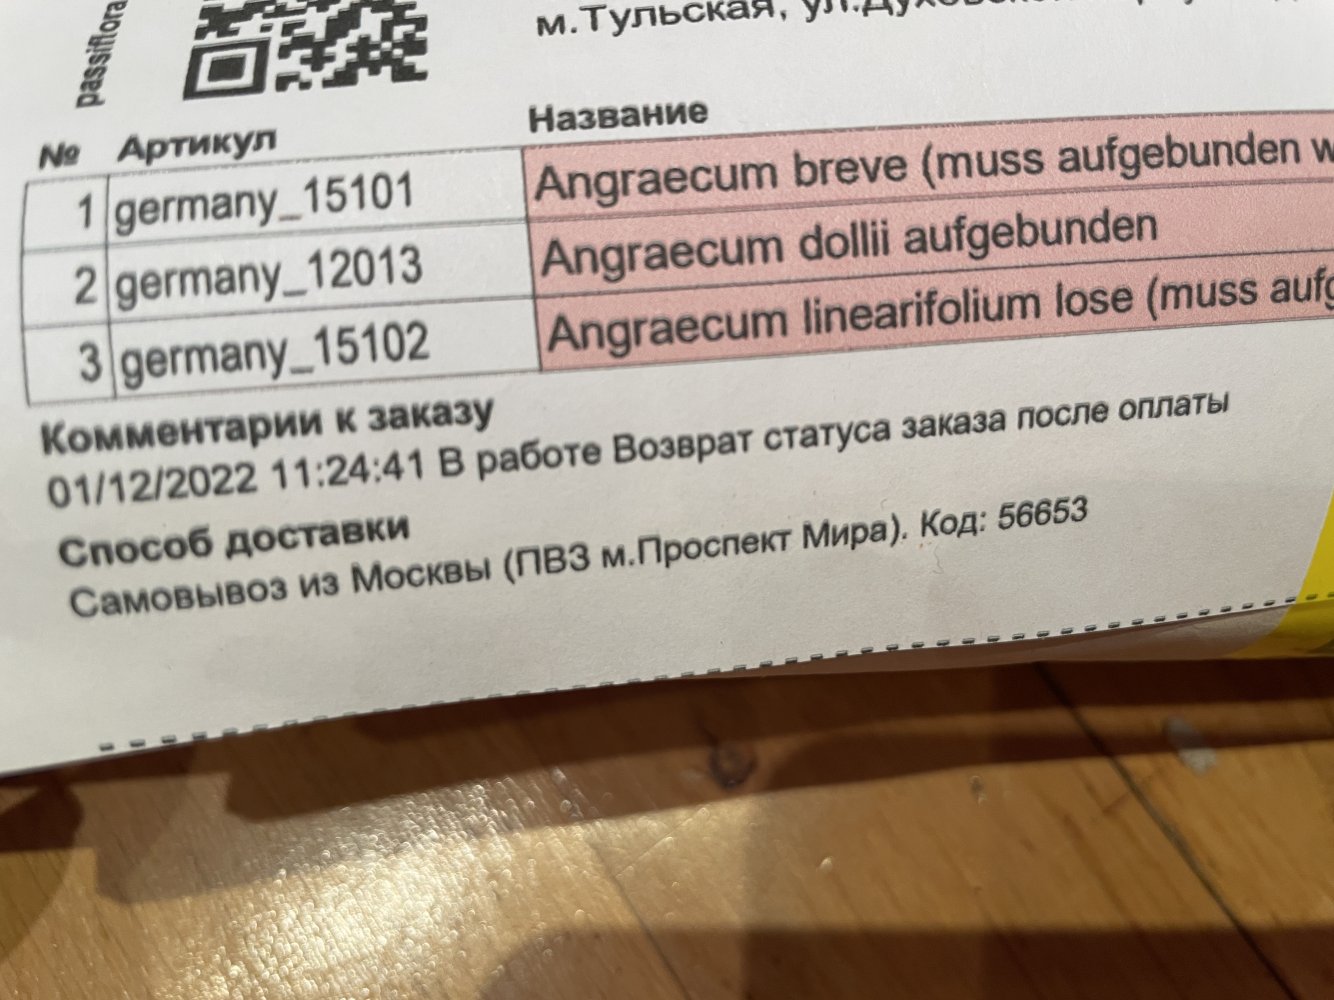 passiflora
м.Тульская,
№ Артикул Название
1 germany_15101 Angraecum breve (muss aufgebunden
2 germany_12013 Angraecum dollii aufgebunden
3 germany_15102 Angraecum linearifolium lose (muss
Комментарии к заказу
01/12/2022 11:24:41 В работе Возврат статуса заказа после оплаты
Способ доставки
Самовывоз из Москвы (ПВЗ м.Проспект Мира). Код: 56653